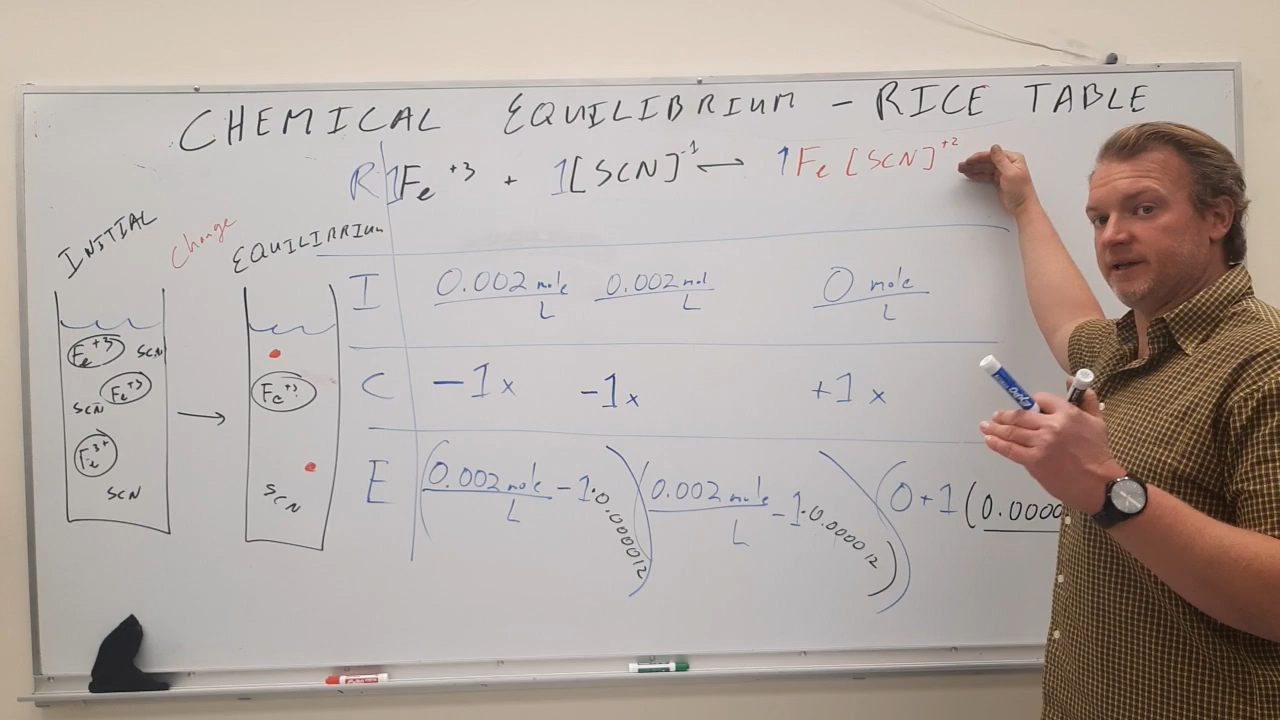 CHEMICAL EQUILIBRIUM - RICE TABLE
R 1Fe+3 + 1[SCN]-1 ↔ 1Fe[SCN]+2
INITIAL Change EQUILIBRIUM
I 0.002 mole/L 0.002 mol/L 0 mole/L
C -1x -1x +1x
E (0.002 mole/L - 1·0.000012) (0.002 mole/L - 1·0.000012) (0+1(0.0000
Fe+3 SCN
Fe+3
SCN
Fe3+
SCN
Fe+3
SCN
EXPO